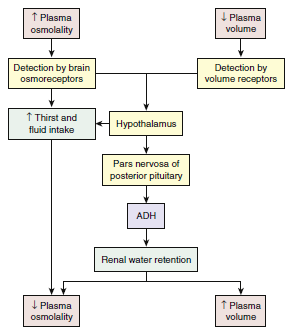 ↑ Plasma
osmolality
↓ Plasma
volume
Detection by brain
osmoreceptors
Detection by
volume receptors
↑ Thirst and
fluid intake
Hypothalamus
Pars nervosa of
posterior pituitary
ADH
Renal water retention
↓ Plasma
osmolality
↑ Plasma
volume